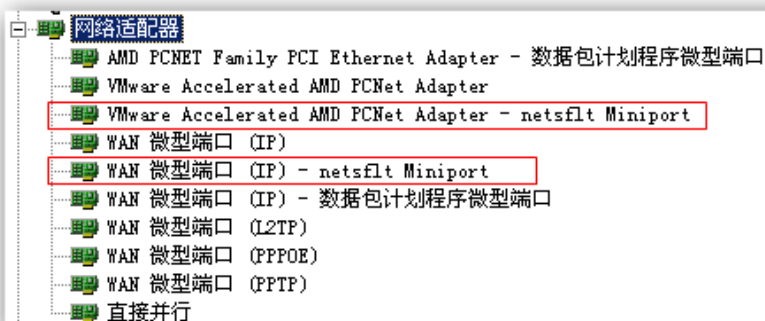 网络适配器
AMD PCNET Family PCI Ethernet Adapter - 数据包计划程序微型端口
VMware Accelerated AMD PCNet Adapter
VMware Accelerated AMD PCNet Adapter - netsflt Miniport
WAN 微型端口 (IP)
WAN 微型端口 (IP) - netsflt Miniport
WAN 微型端口 (IP) - 数据包计划程序微型端口
WAN 微型端口 (L2TP)
WAN 微型端口 (PPPOE)
WAN 微型端口 (PPTP)
直接并行